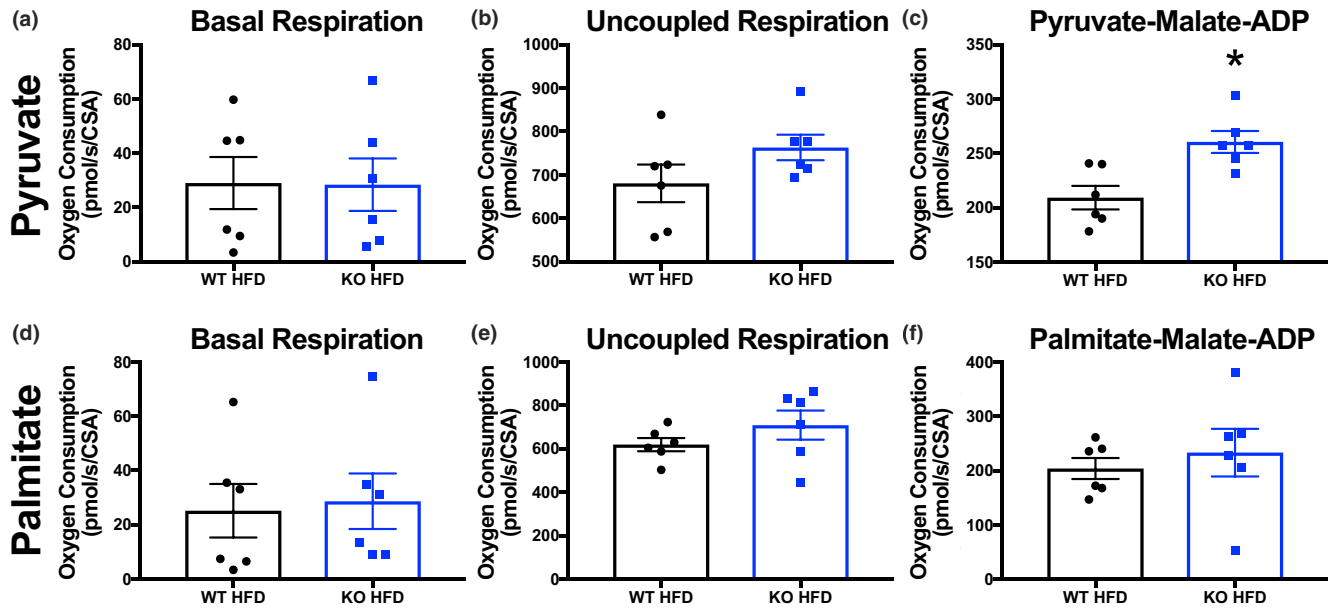 Pyruvate
(a)
Basal Respiration
Oxygen Consumption
(pmol/s/CSA)
80
60
40
20
0
WT HFD
KO HFD
(b)
Uncoupled Respiration
Oxygen Consumption
(pmol/s/CSA)
1000
900
800
700
600
500
WT HFD
KO HFD
(c)
Pyruvate-Malate-ADP
Oxygen Consumption
(pmol/s/CSA)
350
300
250
200
150
*
WT HFD
KO HFD
Palmitate
(d)
Basal Respiration
Oxygen Consumption
(pmol/s/CSA)
80
60
40
20
0
WT HFD
KO HFD
(e)
Uncoupled Respiration
Oxygen Consumption
(pmol/s/CSA)
1000
800
600
400
200
0
WT HFD
KO HFD
(f)
Palmitate-Malate-ADP
Oxygen Consumption
(pmol/s/CSA)
400
300
200
100
0
WT HFD
KO HFD